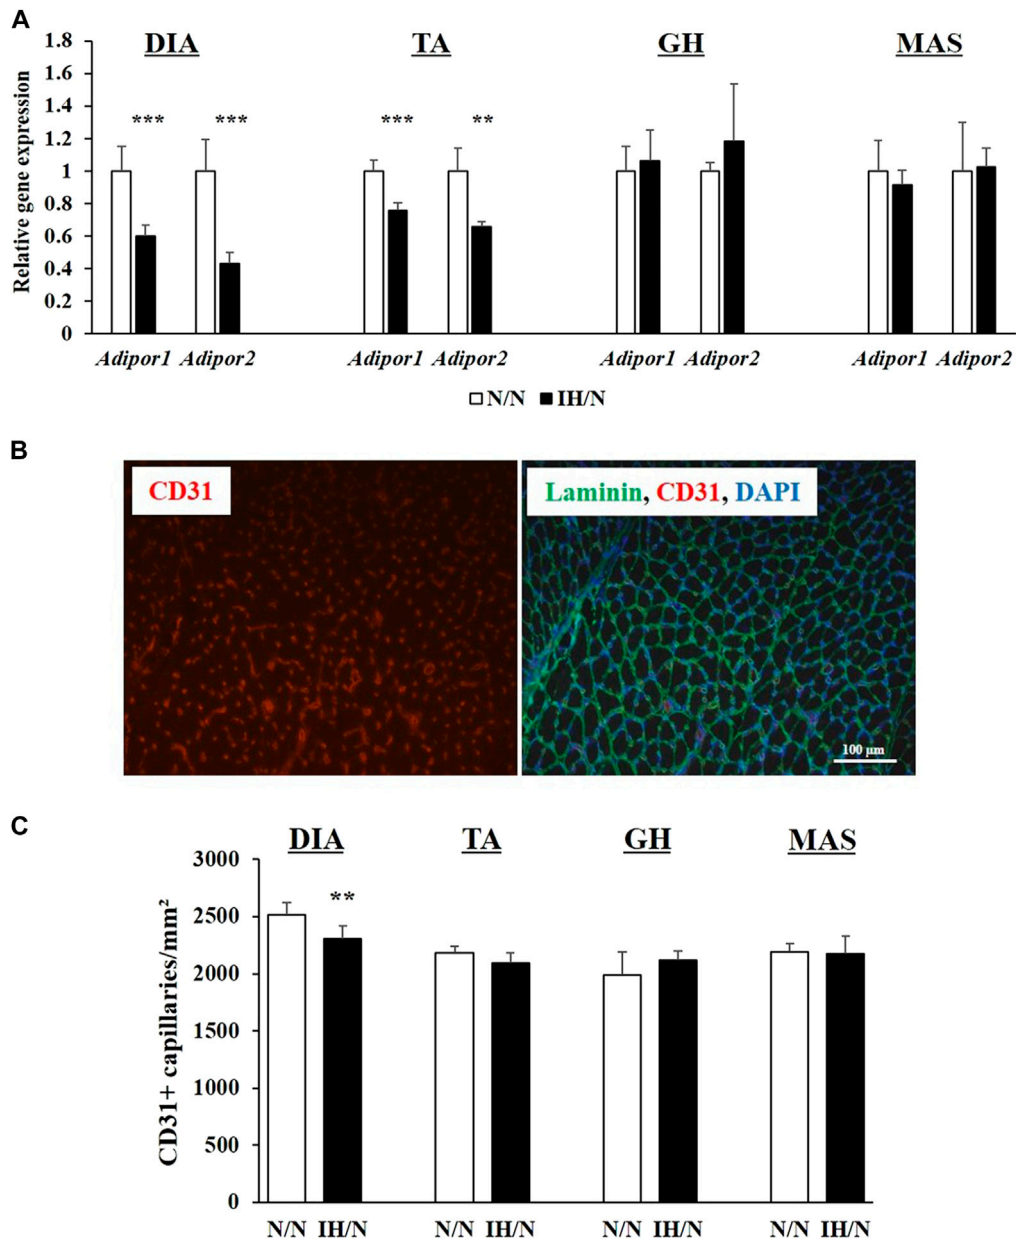 A
DIA TA GH MAS
Relative gene expression
1.8
1.6
1.4
1.2
1
0.8
0.6
0.4
0.2
0
*** *** *** **
Adipor1 Adipor2 Adipor1 Adipor2 Adipor1 Adipor2 Adipor1 Adipor2
N/N IH/N
B
CD31
Laminin, CD31, DAPI
100 µm
C
DIA TA GH MAS
CD31+ capillaries/mm²
3000
2500
2000
1500
1000
500
0
**
N/N IH/N N/N IH/N N/N IH/N N/N IH/N